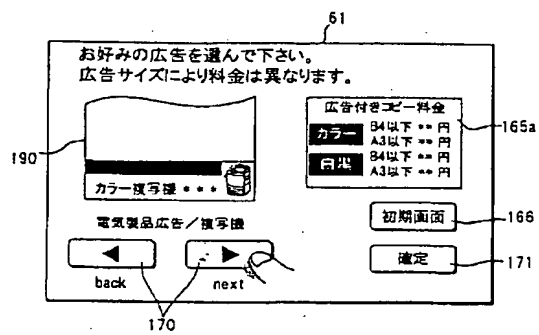 61
お好みの広告を選んで下さい。
広告サイズにより料金は異なります。
広告付きコピー料金
カラー B4以下 ** 円
A3以下 ** 円
白黒 B4以下 ** 円
A3以下 ** 円
165a
190
カラー複写機 * * *
電気製品広告/複写機
初期画面
166
◀ ▶
確定
171
back next
170